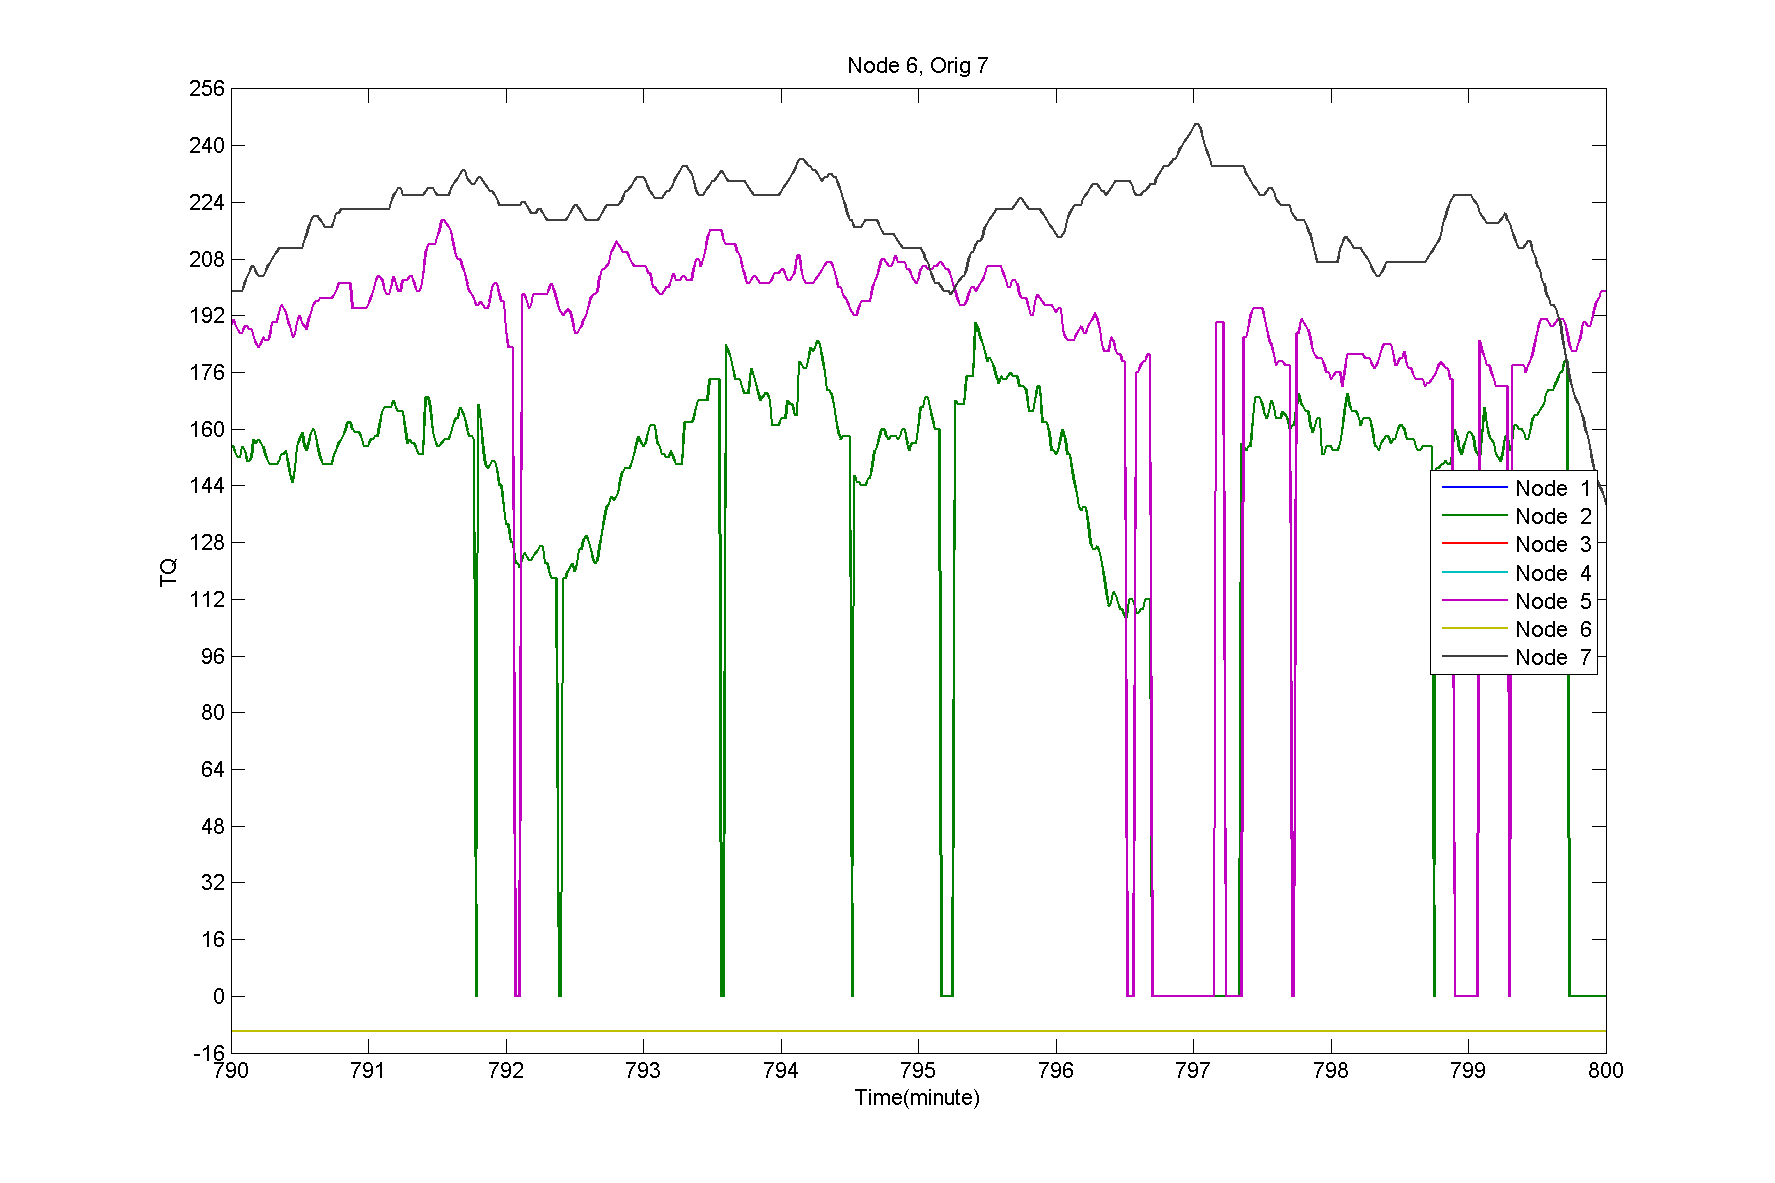 Node 6, Orig 7
256
240
224
208
192
176
160
144
128
112
96
80
64
48
32
16
0
-16
TQ
Node 1
Node 2
Node 3
Node 4
Node 5
Node 6
Node 7
790 791 792 793 794 795 796 797 798 799 800
Time(minute)